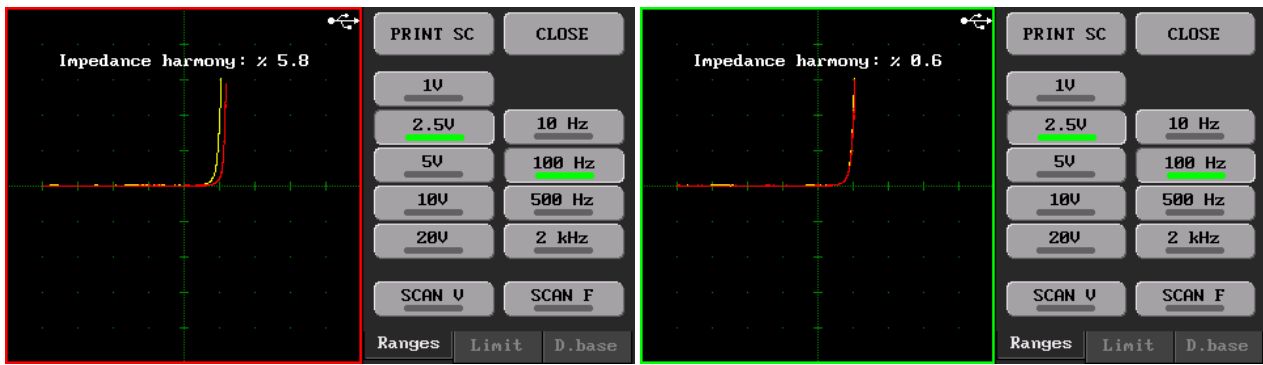 Impedance harmony: % 5.8
PRINT SC
CLOSE
1V
2.5V
10 Hz
5V
100 Hz
10V
500 Hz
20V
2 kHz
SCAN V
SCAN F
Ranges
Limit
D.base
Impedance harmony: % 0.6
PRINT SC
CLOSE
1V
2.5V
10 Hz
5V
100 Hz
10V
500 Hz
20V
2 kHz
SCAN V
SCAN F
Ranges
Limit
D.base